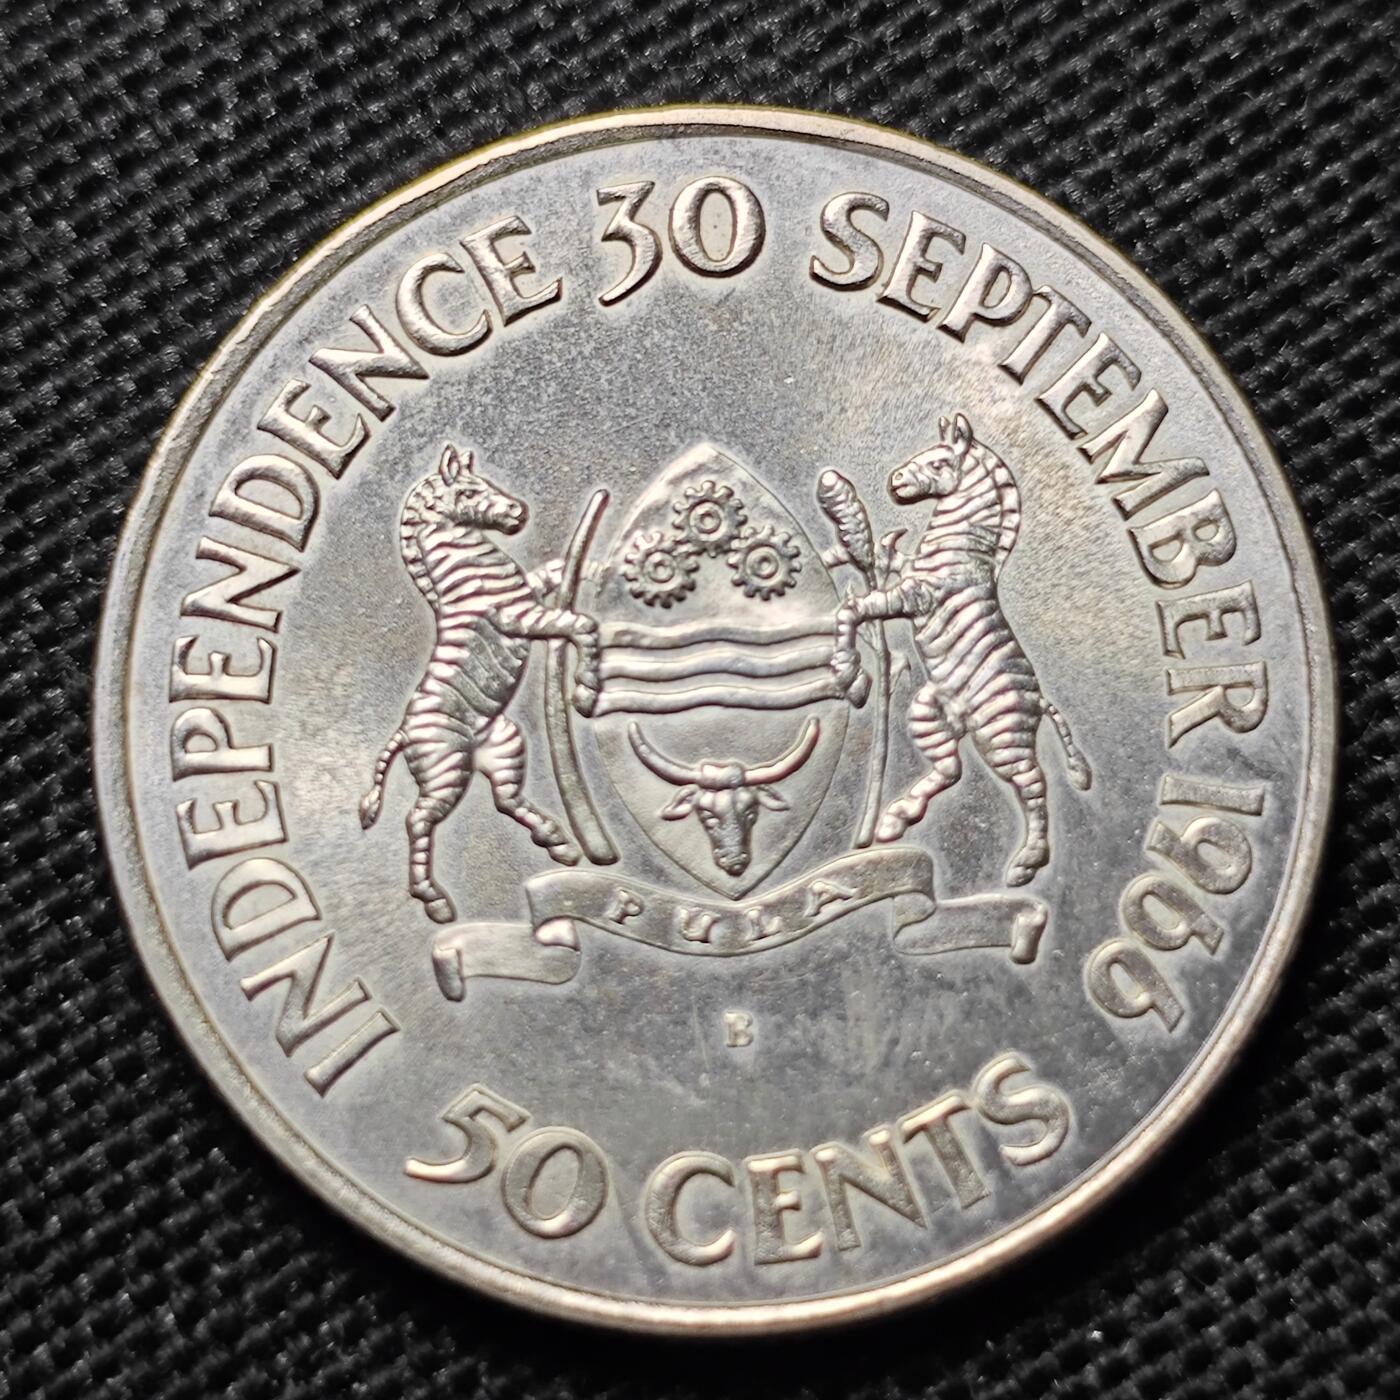 INDEPENDENCE 30 SEPTEMBER 1966
PULA
B
50 CENTS